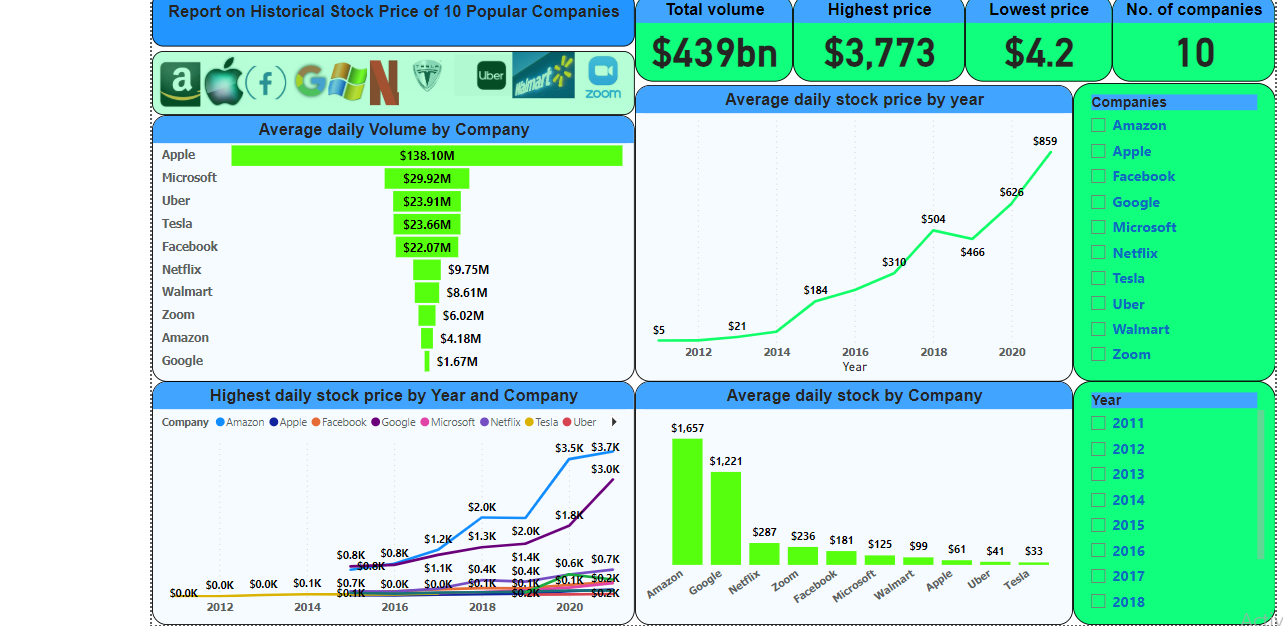 Report on Historical Stock Price of 10 Popular Companies
Total volume
$439bn
Highest price
$3,773
Lowest price
$4.2
No. of companies
10
a
f
G
N
TESLA
Uber
Walmart
zoom
Average daily Volume by Company
Apple $138.10M
Microsoft $29.92M
Uber $23.91M
Tesla $23.66M
Facebook $22.07M
Netflix $9.75M
Walmart $8.61M
Zoom $6.02M
Amazon $4.18M
Google $1.67M
Average daily stock price by year
$859
$626
$504
$466
$310
$184
$21
$5
2012 2014 2016 2018 2020
Year
Companies
Amazon
Apple
Facebook
Google
Microsoft
Netflix
Tesla
Uber
Walmart
Zoom
Highest daily stock price by Year and Company
Company Amazon Apple Facebook Google Microsoft Netflix Tesla Uber
$3.5K $3.7K
$3.0K
$2.0K
$1.8K
$1.2K $1.3K $2.0K
$0.8K $0.8K
$0.8K $1.1K $1.4K
$0.4K $0.4K $0.6K $0.7K
$0.0K $0.0K $0.0K $0.1K $0.7K $0.0K $0.0K $0.1K $0.1K $0.1K $0.2K
$0.1K $0.2K $0.2K
2012 2014 2016 2018 2020
Average daily stock by Company
$1,657
$1,221
$287
$236
$181
$125
$99
$61
$41
$33
Amazon Google Netflix Zoom Facebook Microsoft Walmart Apple Uber Tesla
Year
2011
2012
2013
2014
2015
2016
2017
2018